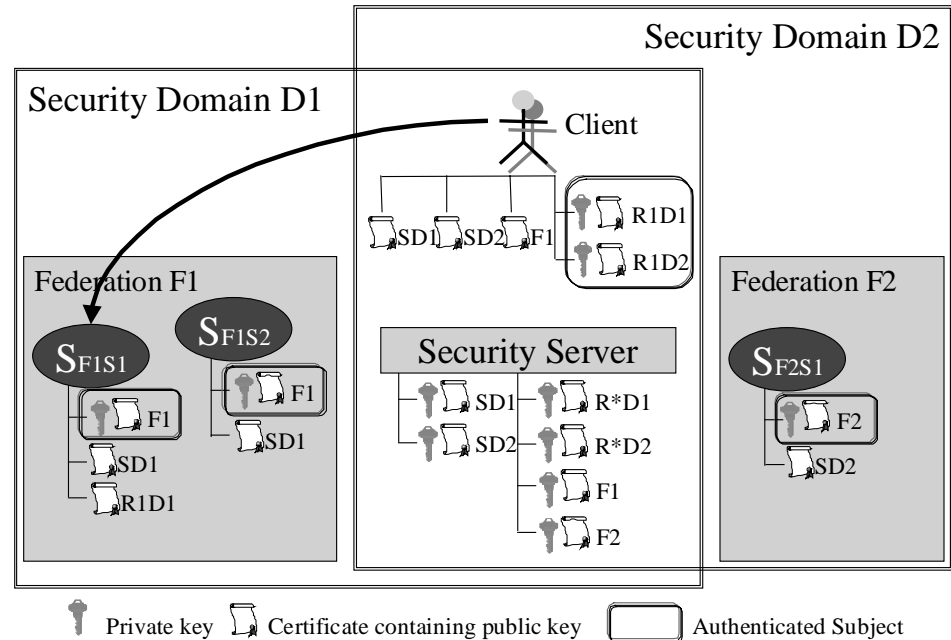 Security Domain D2
Security Domain D1
Client
SD1 SD2 F1
R1D1
R1D2
Federation F1
SF1S1
F1
SD1
R1D1
SF1S2
F1
SD1
Security Server
SD1
SD2
R*D1
R*D2
F1
F2
Federation F2
SF2S1
F2
SD2
Private key
Certificate containing public key
Authenticated Subject